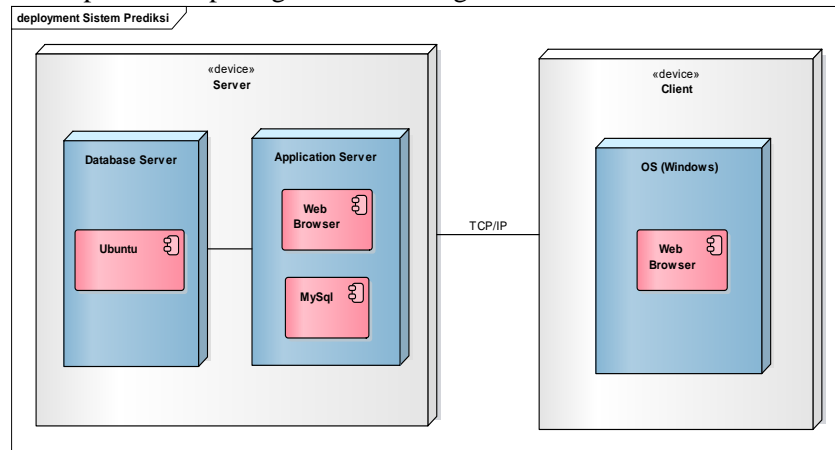 deployment Sistem Prediksi
«device»
Server
Database Server
Ubuntu
Application Server
Web
Browser
MySql
TCP/IP
«device»
Client
OS (Windows)
Web
Browser